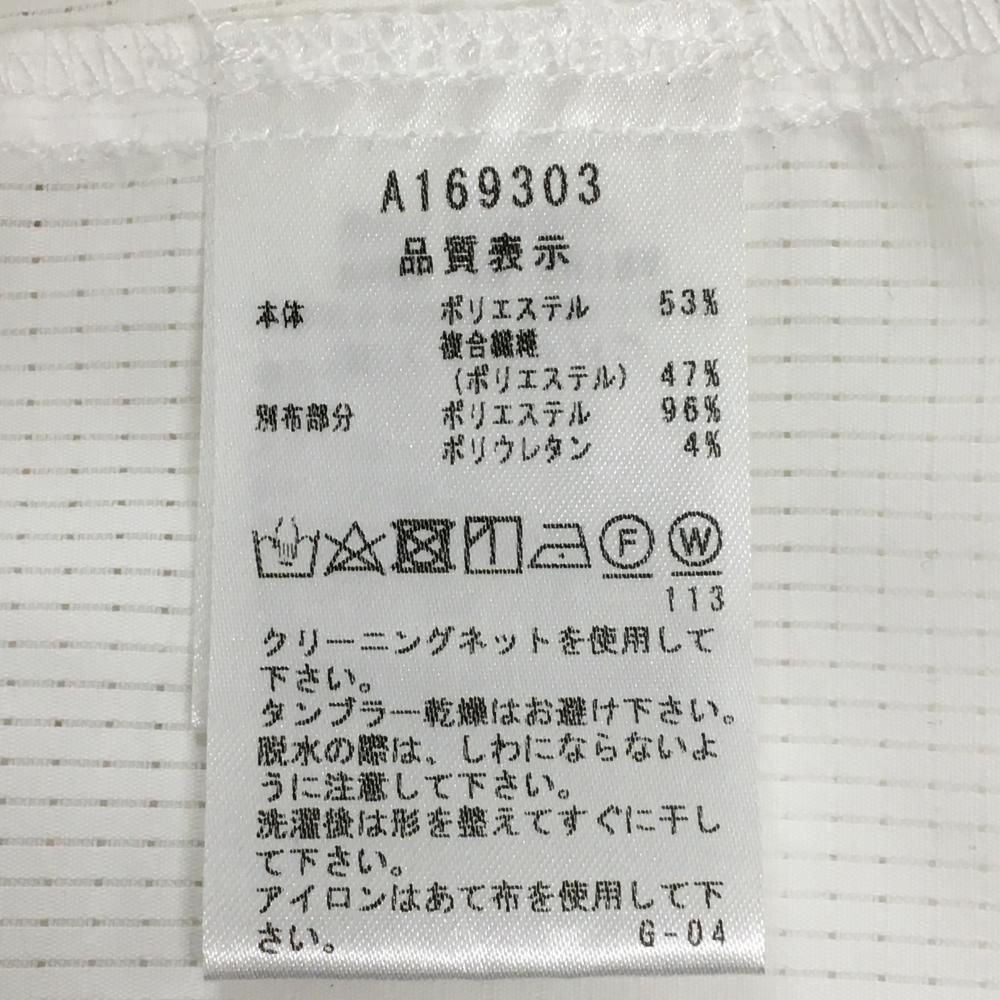 A169303
品質表示
本体 ポリエステル 53%
複合繊維
(ポリエステル) 47%
別布部分 ポリエステル 96%
ポリウレタン 4%
F W
113
クリーニングネットを使用して
下さい。
タンブラー乾燥はお避け下さい。
脱水の際は、しわにならないよ
うに注意して下さい。
洗濯後は形を整えてすぐに干し
て下さい。
アイロンはあて布を使用して下
さい。 G-04